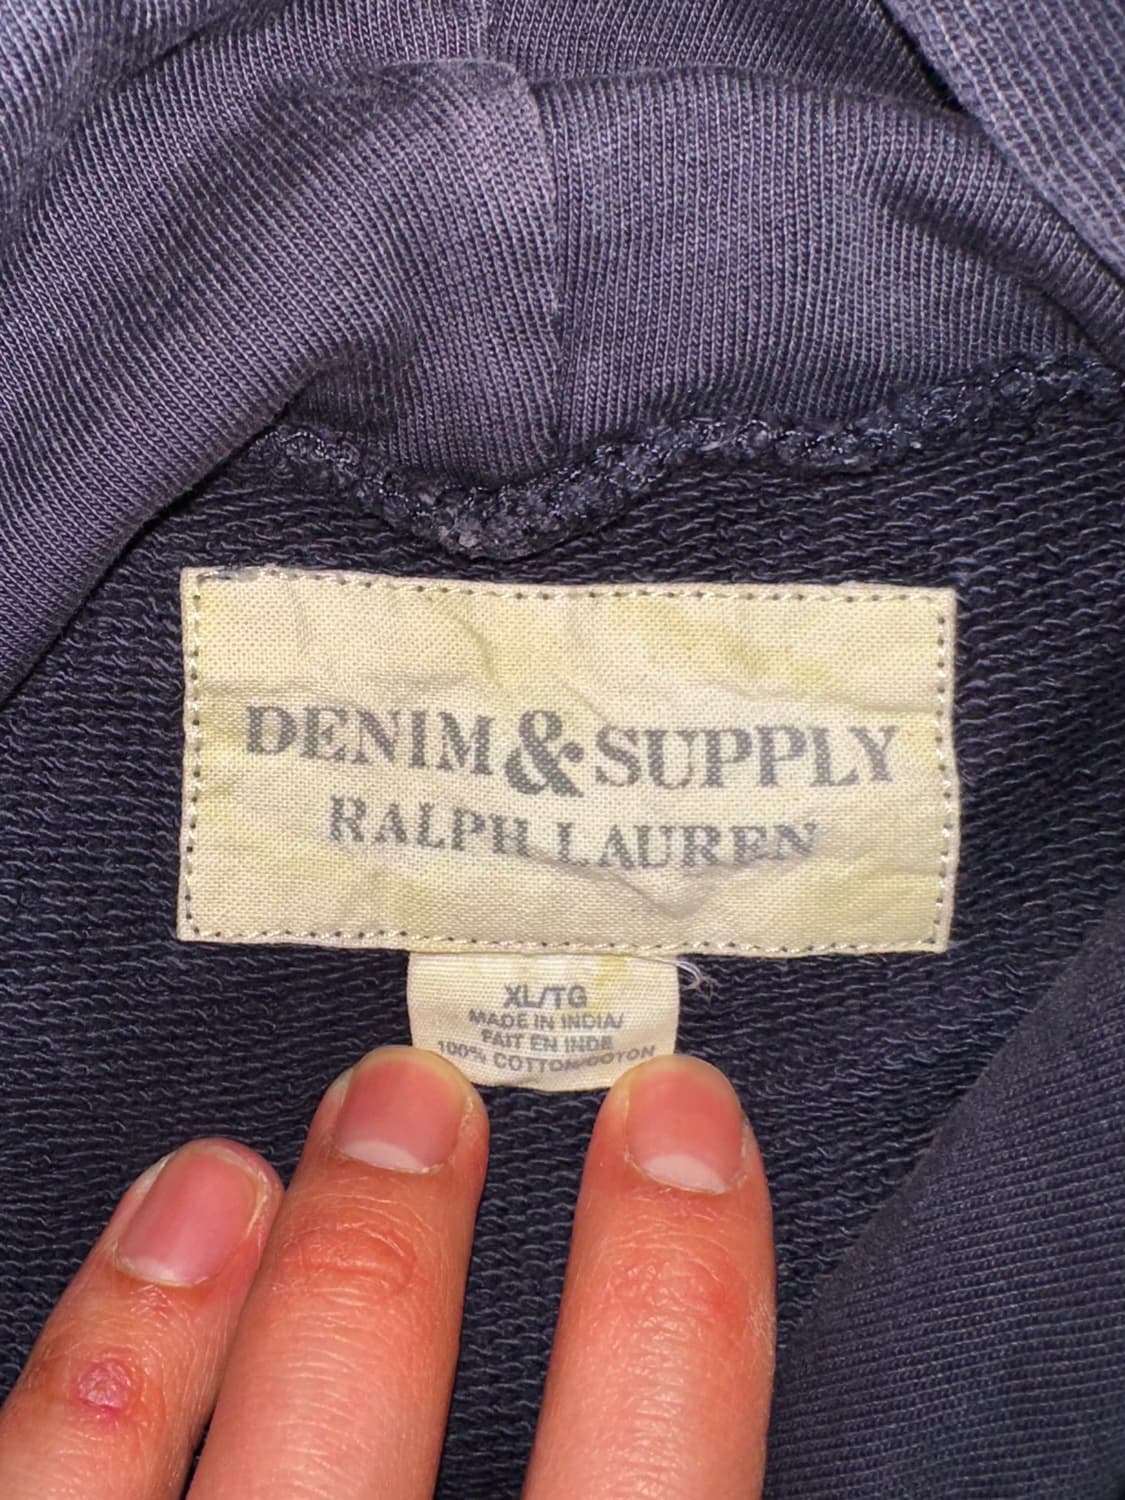 DENIM & SUPPLY
RALPH LAUREN
XL/TG
MADE IN INDIA/
FAIT EN INDE
100% COTTON/COTON